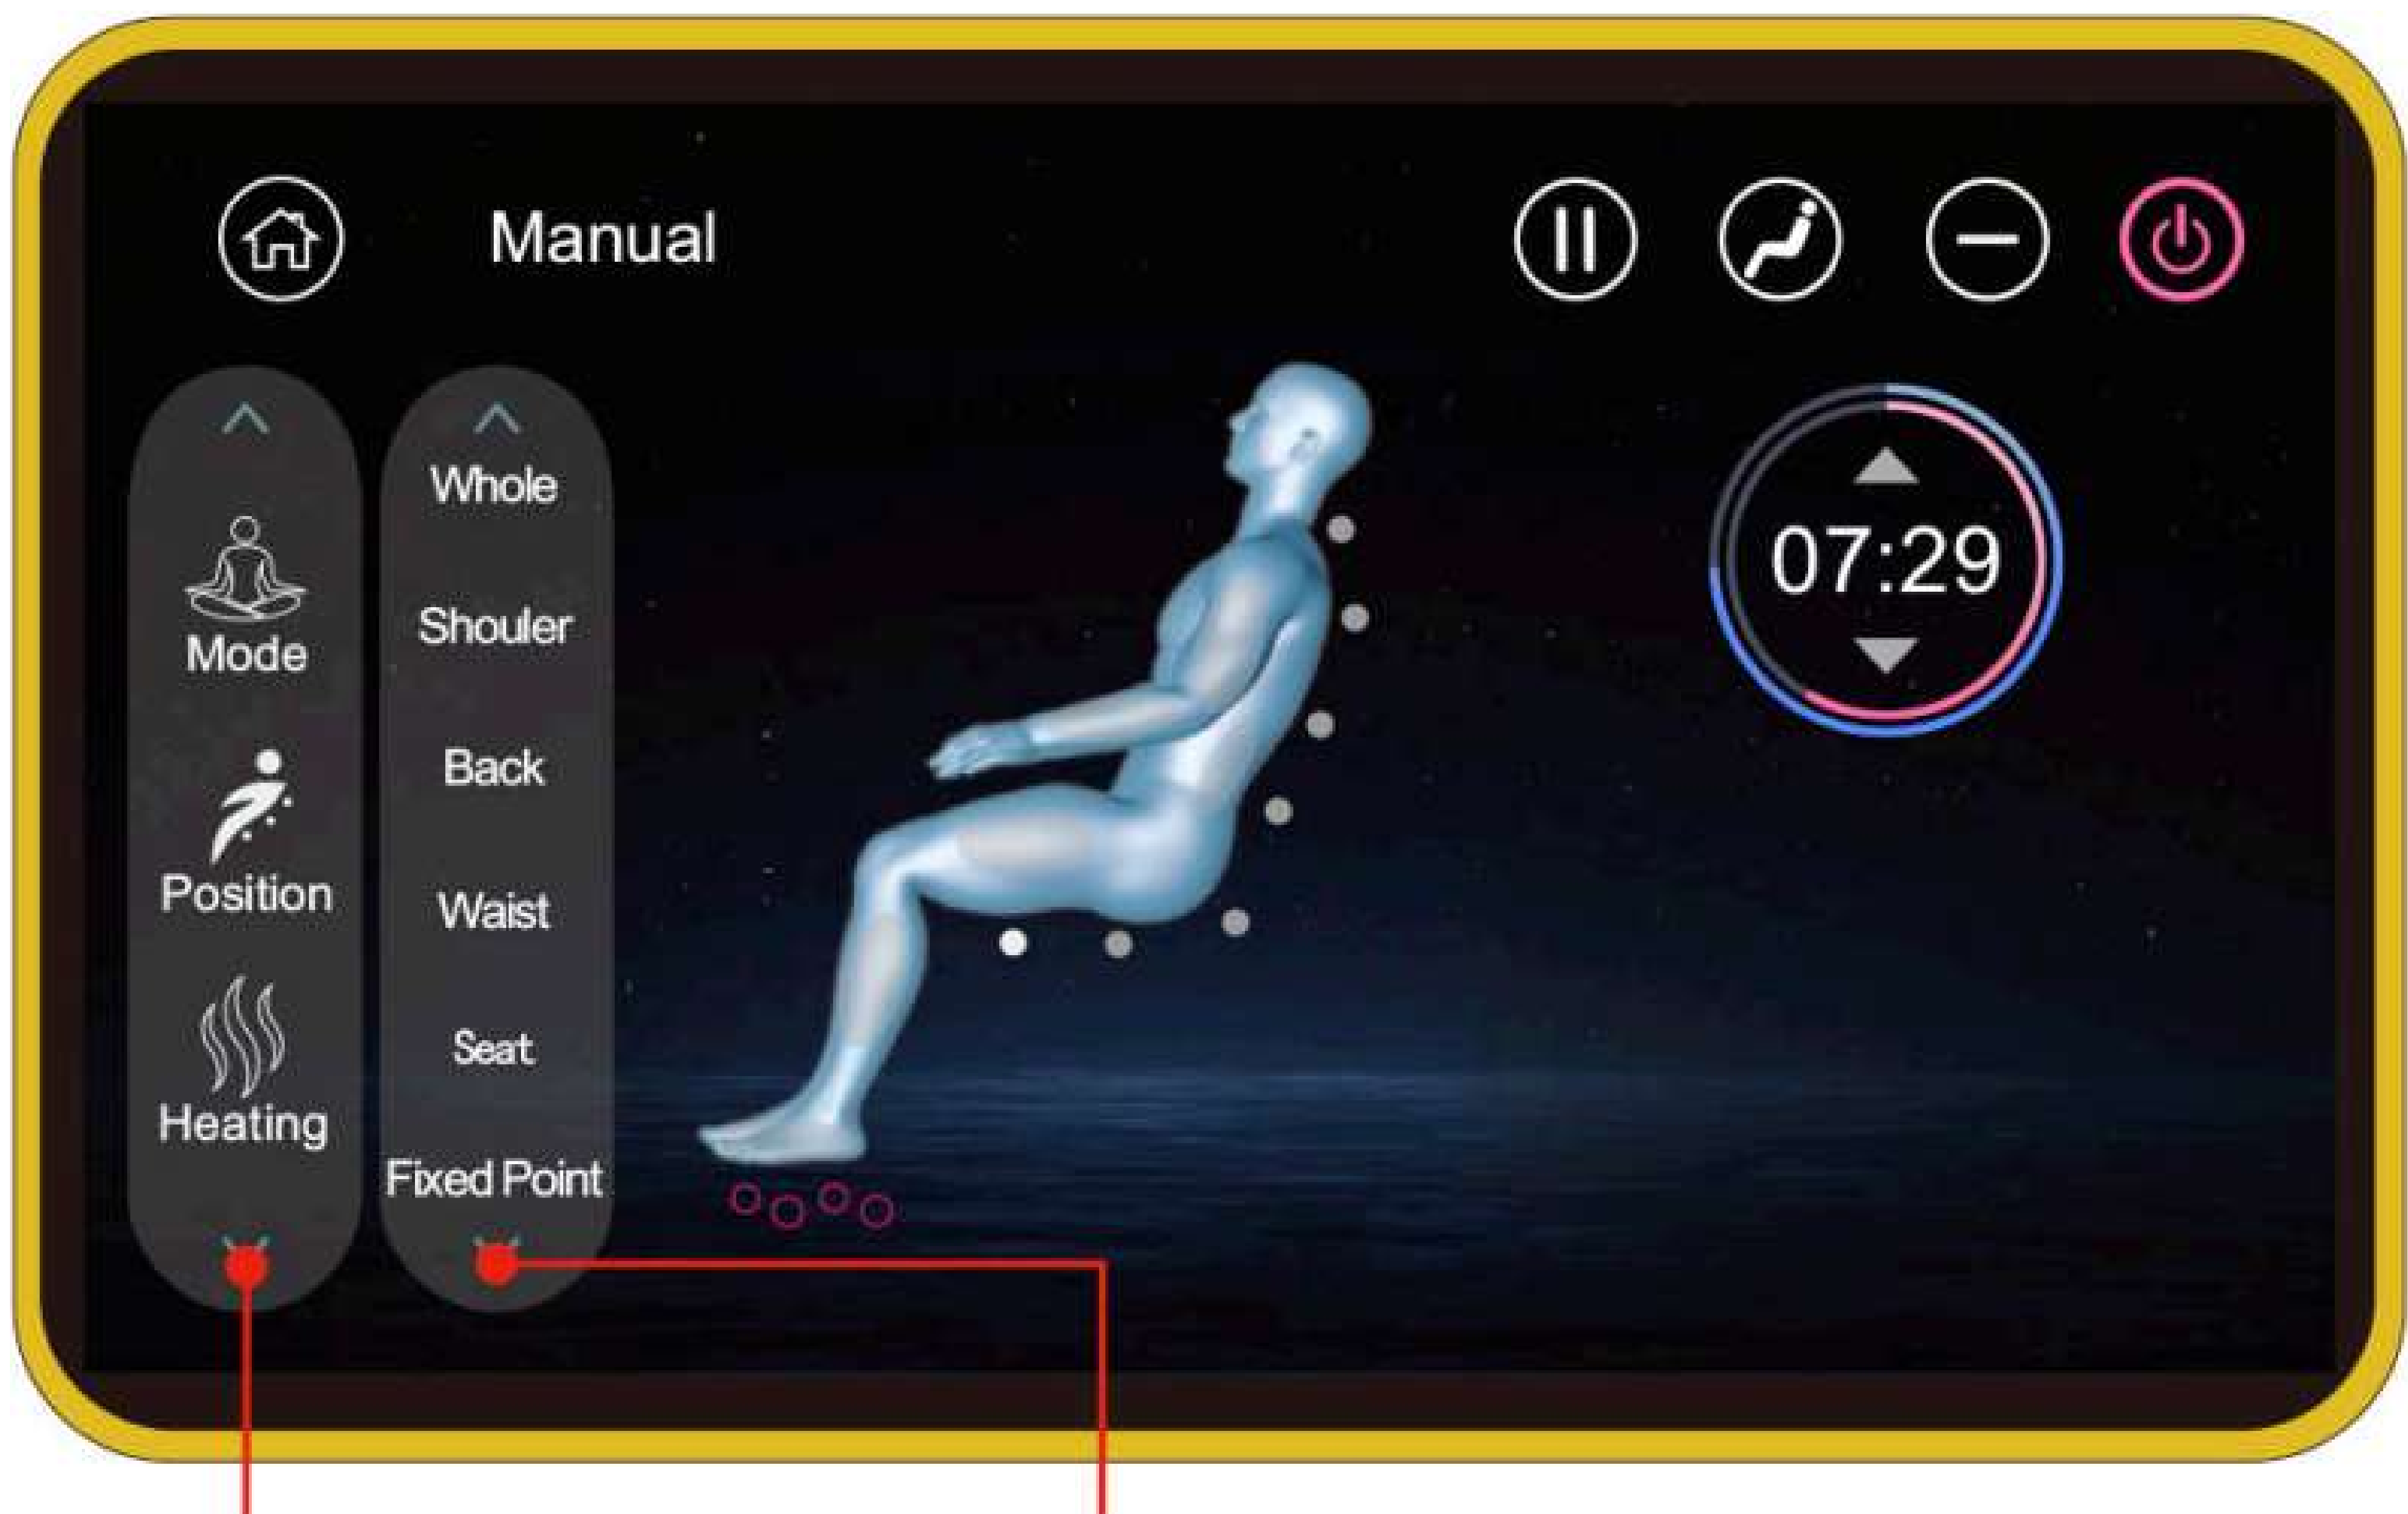 Manual
Mode
Position
Heating
Whole
Shouler
Back
Waist
Seat
Fixed Point
07:29